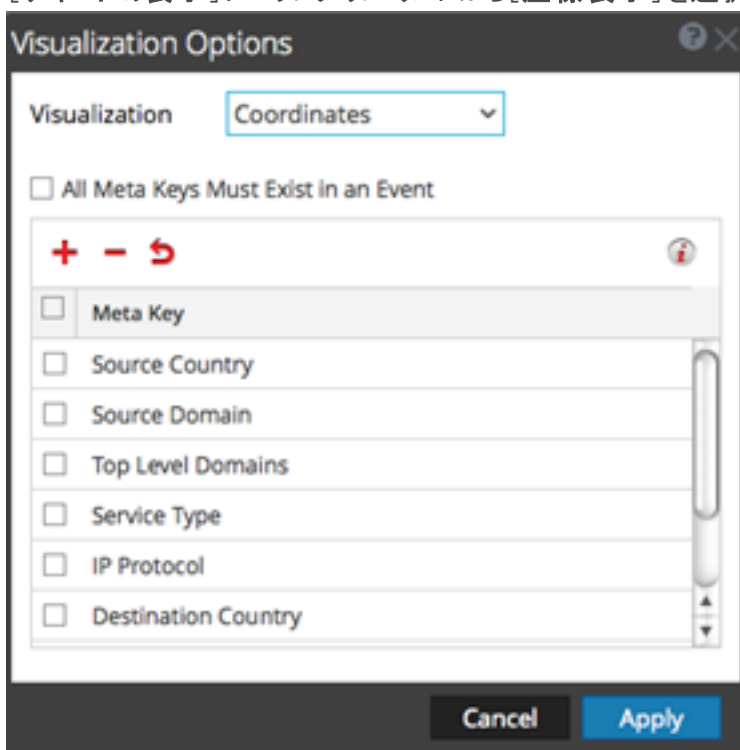 Visualization Options
Visualization Coordinates
All Meta Keys Must Exist in an Event
Meta Key
Source Country
Source Domain
Top Level Domains
Service Type
IP Protocol
Destination Country
Cancel Apply